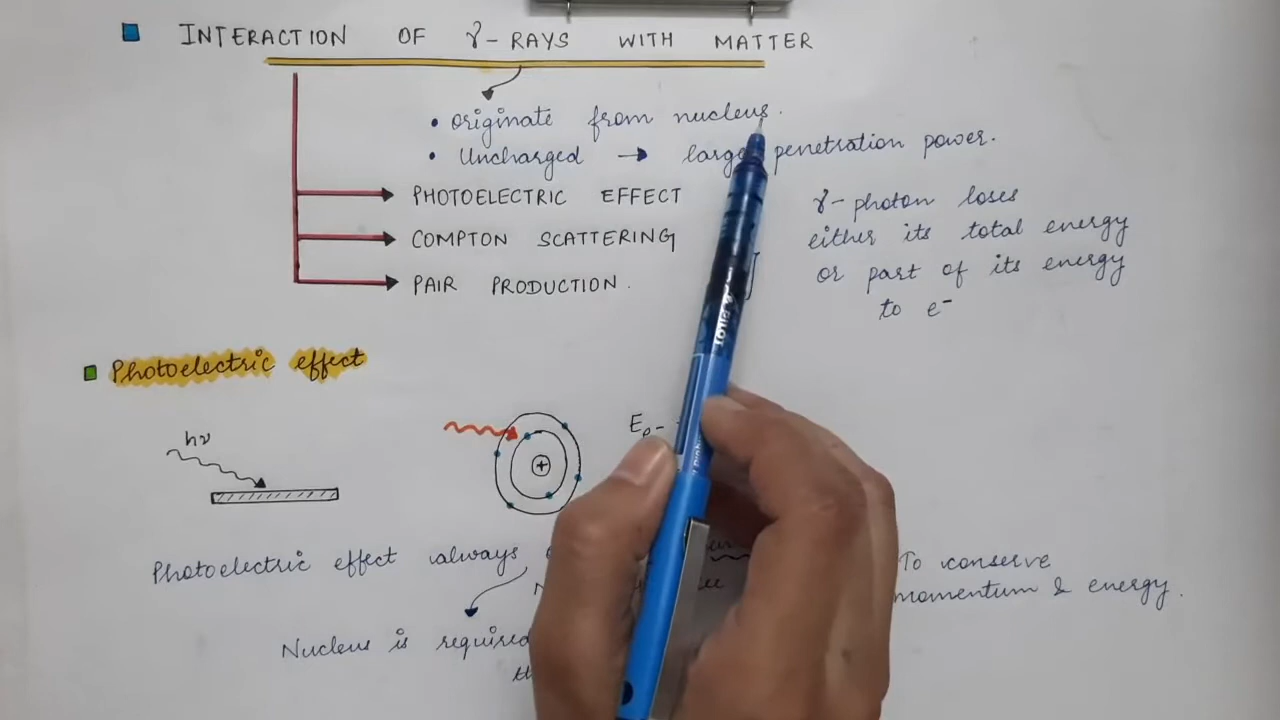 INTERACTION OF γ-RAYS WITH MATTER
• originate from nucleus.
• Uncharged → large penetration power.
PHOTOELECTRIC EFFECT
COMPTON SCATTERING
PAIR PRODUCTION.
γ-photon loses
either its total energy
or part of its energy
to e⁻
Photoelectric effect
hν
+
E e⁻
PILOT
Photoelectric effect always
To conserve
momentum & energy.
Nucleus is required